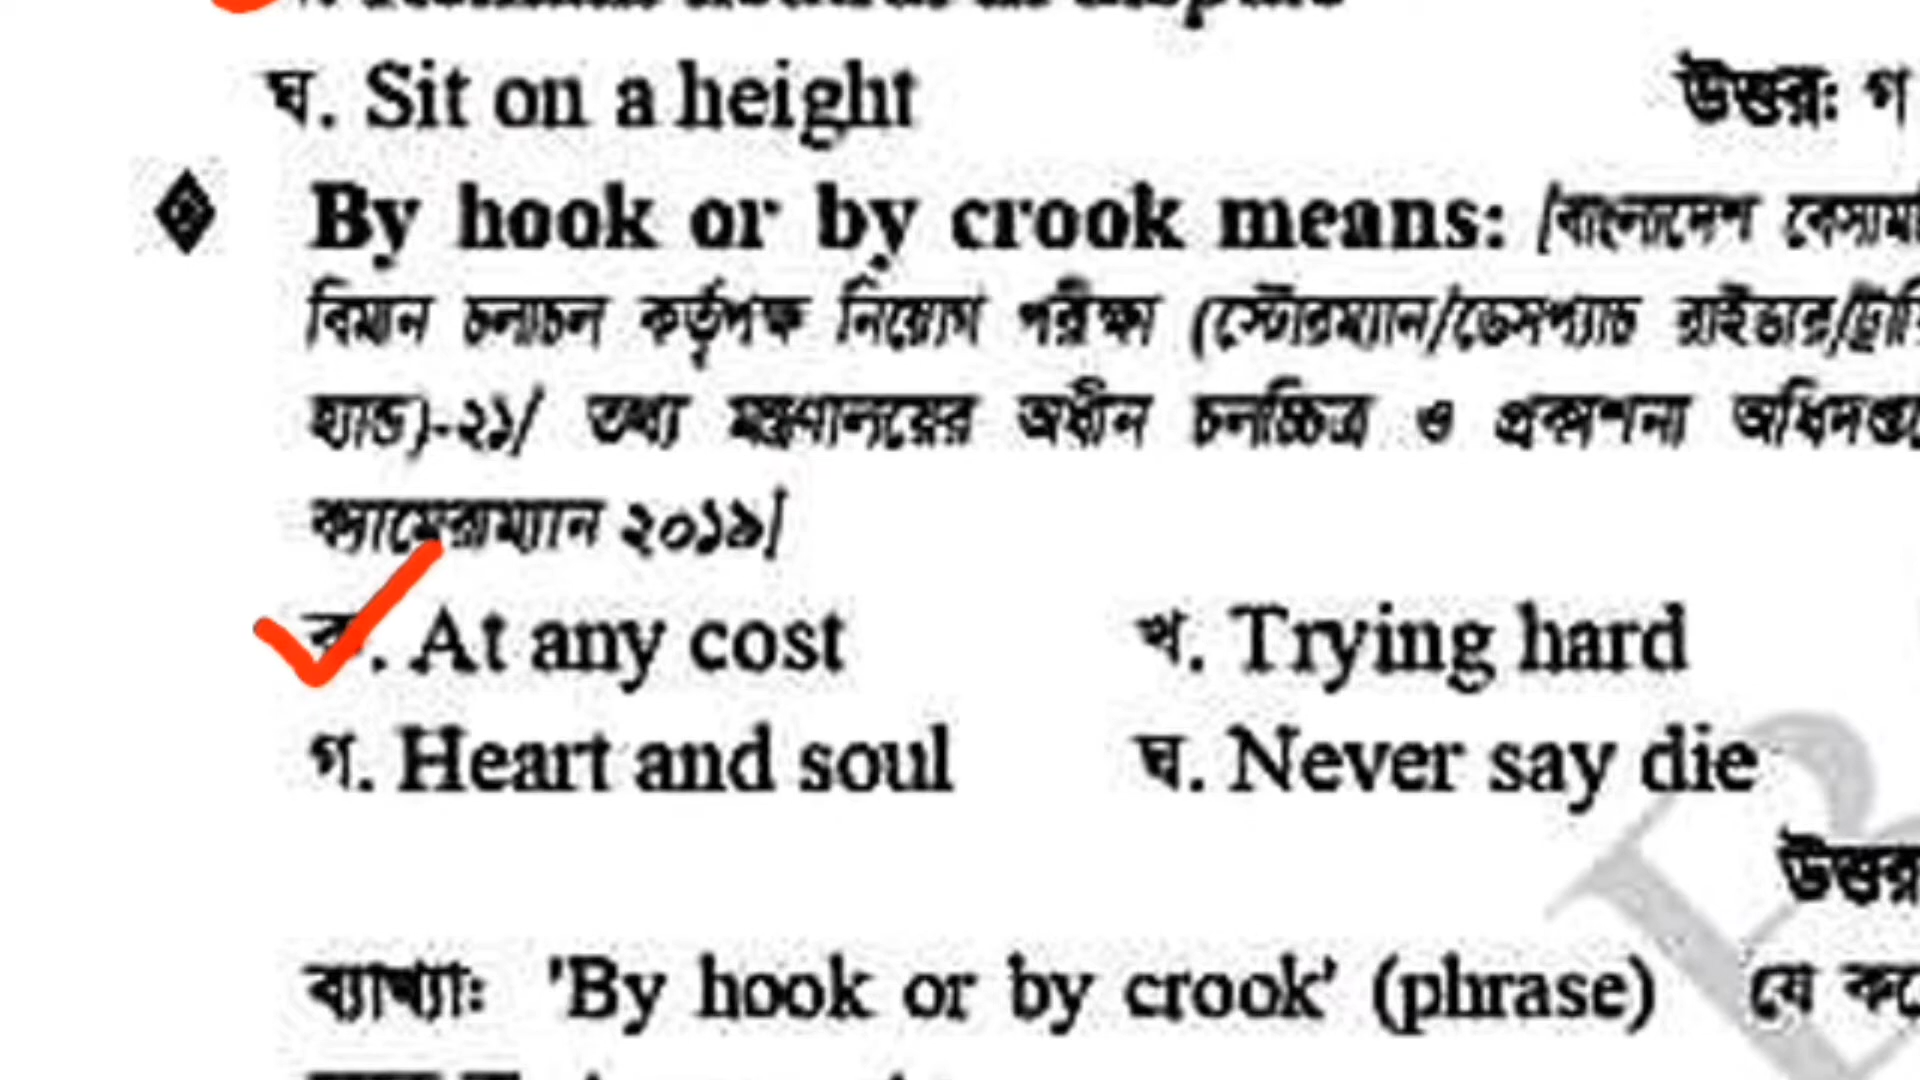 ঘ. Sit on a height উত্তরঃ গ
By hook or by crook means: [বাংলাদেশ বেসাম
বিমান চলাচল কর্তৃপক্ষ নিয়োগ পরীক্ষা (স্টোরম্যান/ডেসপ্যাচ রাইডার/ট্রা
হ্যান্ড)-২১/ তথ্য মন্ত্রণালয়ের অধীন চলচ্চিত্র ও প্রকাশনা অধিদপ্ত
ক্যামেরাম্যান ২০১৯]
ক. At any cost খ. Trying hard
গ. Heart and soul ঘ. Never say die
উত্তর
ব্যাখ্যাঃ 'By hook or by crook' (phrase) যে কো